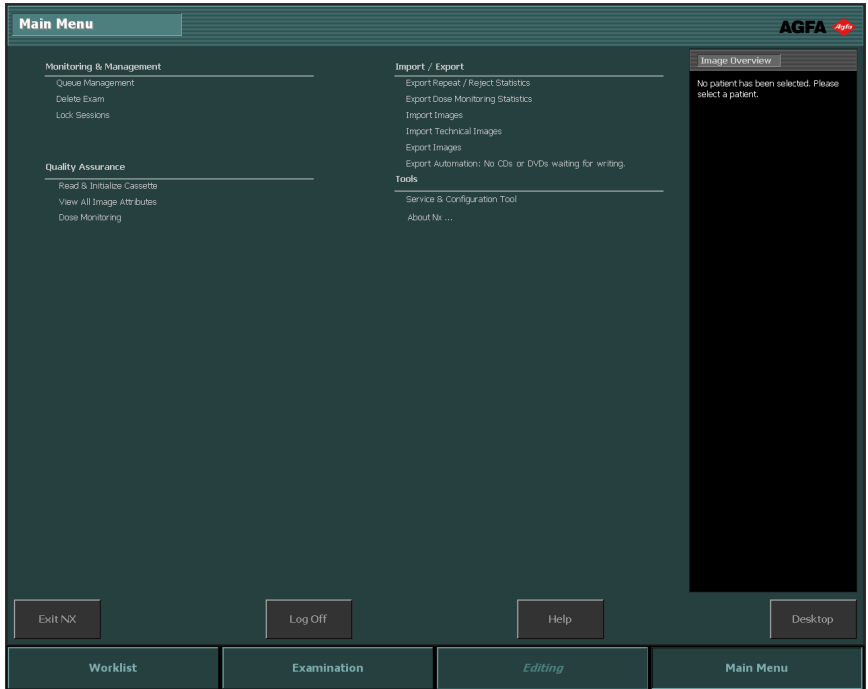 Main Menu
AGFA
Agfa
Monitoring & Management
Queue Management
Delete Exam
Lock Sessions
Quality Assurance
Read & Initialize Cassette
View All Image Attributes
Dose Monitoring
Import / Export
Export Repeat / Reject Statistics
Export Dose Monitoring Statistics
Import Images
Import Technical Images
Export Images
Export Automation: No CDs or DVDs waiting for writing.
Tools
Service & Configuration Tool
About Nx ...
Image Overview
No patient has been selected. Please
select a patient.
Exit NX
Log Off
Help
Desktop
Worklist
Examination
Editing
Main Menu